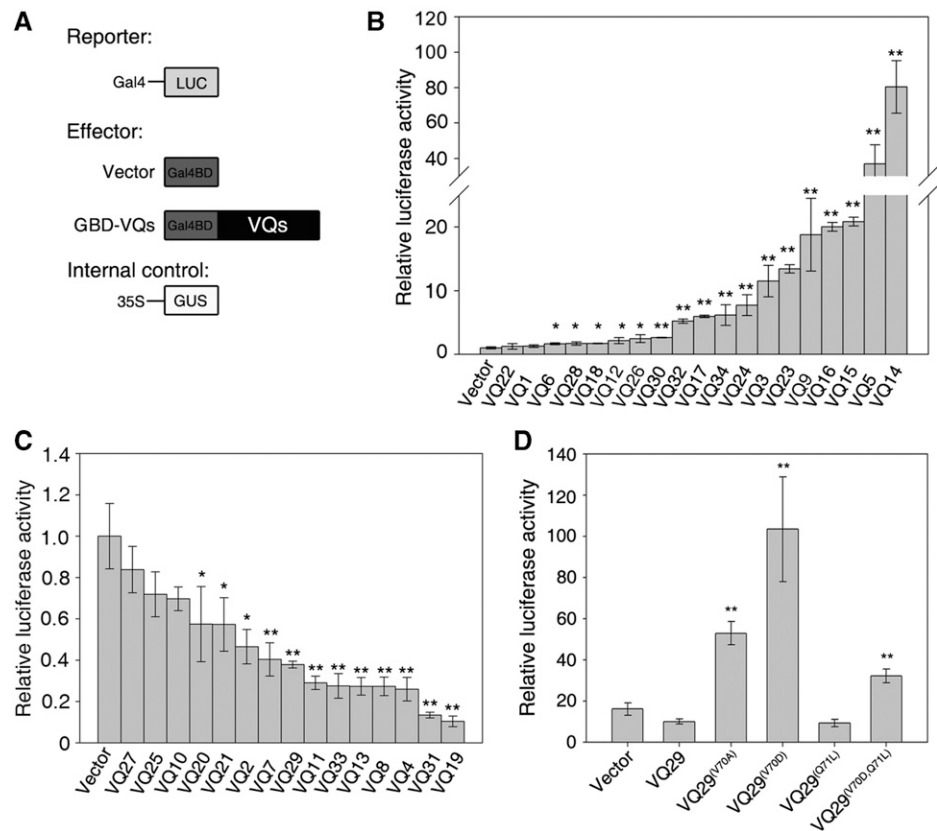 A
Reporter:
Gal4
LUC
Effector:
Vector
Gal4BD
GBD-VQs
Gal4BD
VQs
Internal control:
35S
GUS
B
Relative luciferase activity
120
100
80
60
40
20
10
0
*
*
*
*
*
**
**
**
**
**
**
**
**
**
**
**
**
Vector
VQ22
VQ1
VQ6
VQ28
VQ18
VQ12
VQ26
VQ30
VQ32
VQ17
VQ34
VQ24
VQ3
VQ23
VQ9
VQ16
VQ15
VQ5
VQ14
C
Relative luciferase activity
1.4
1.2
1.0
0.8
0.6
0.4
0.2
0
*
*
*
**
**
**
**
**
**
**
**
**
Vector
VQ27
VQ25
VQ10
VQ20
VQ21
VQ2
VQ7
VQ29
VQ11
VQ33
VQ13
VQ8
VQ4
VQ31
VQ19
D
Relative luciferase activity
140
120
100
80
60
40
20
0
**
**
**
Vector
VQ29
VQ29(V70A)
VQ29(V70D)
VQ29(Q71L)
VQ29(V70D,Q71L)